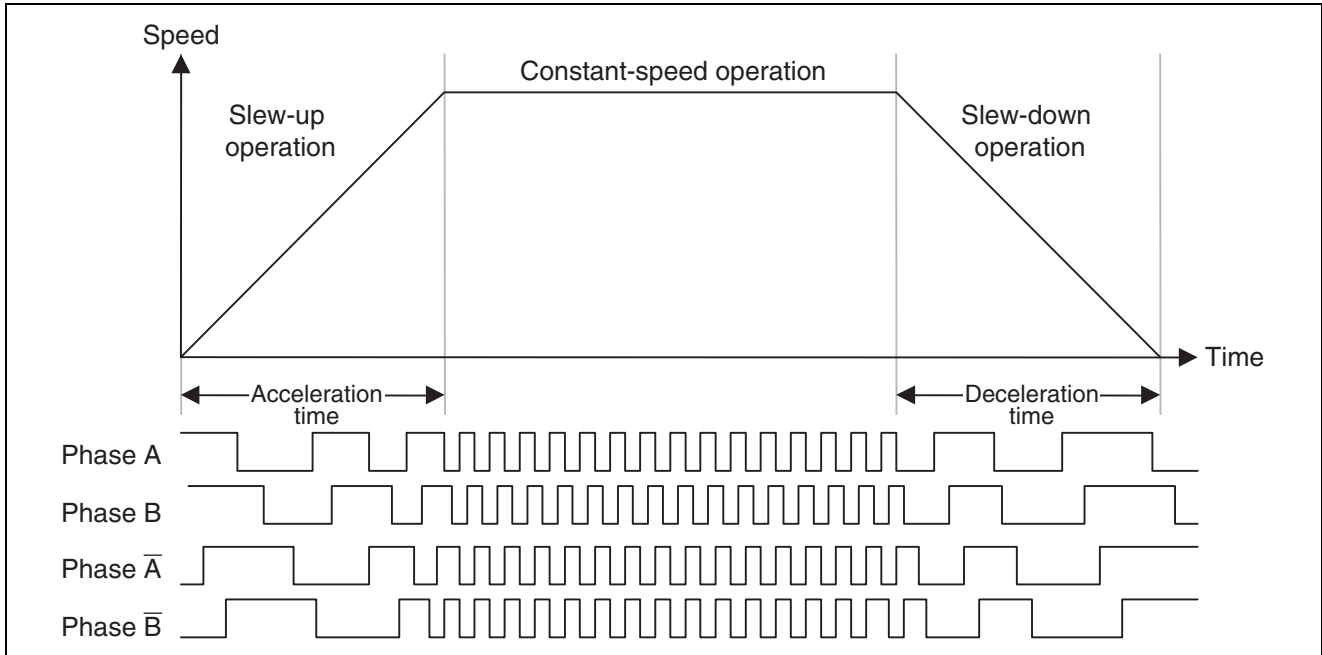 Speed
Constant-speed operation
Slew-up
operation
Slew-down
operation
Time
Acceleration
time
Deceleration
time
Phase A
Phase B
Phase A̅
Phase B̅